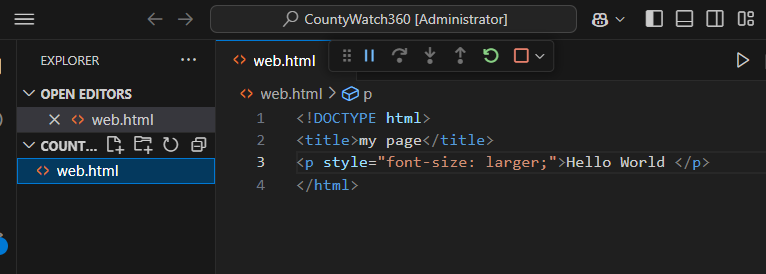 CountyWatch360 [Administrator]
EXPLORER
web.html
OPEN EDITORS
web.html
web.html > p
COUNT...
web.html
1 <!DOCTYPE html>
2 <title>my page</title>
3 <p style="font-size: larger;">Hello World </p>
4 </html>